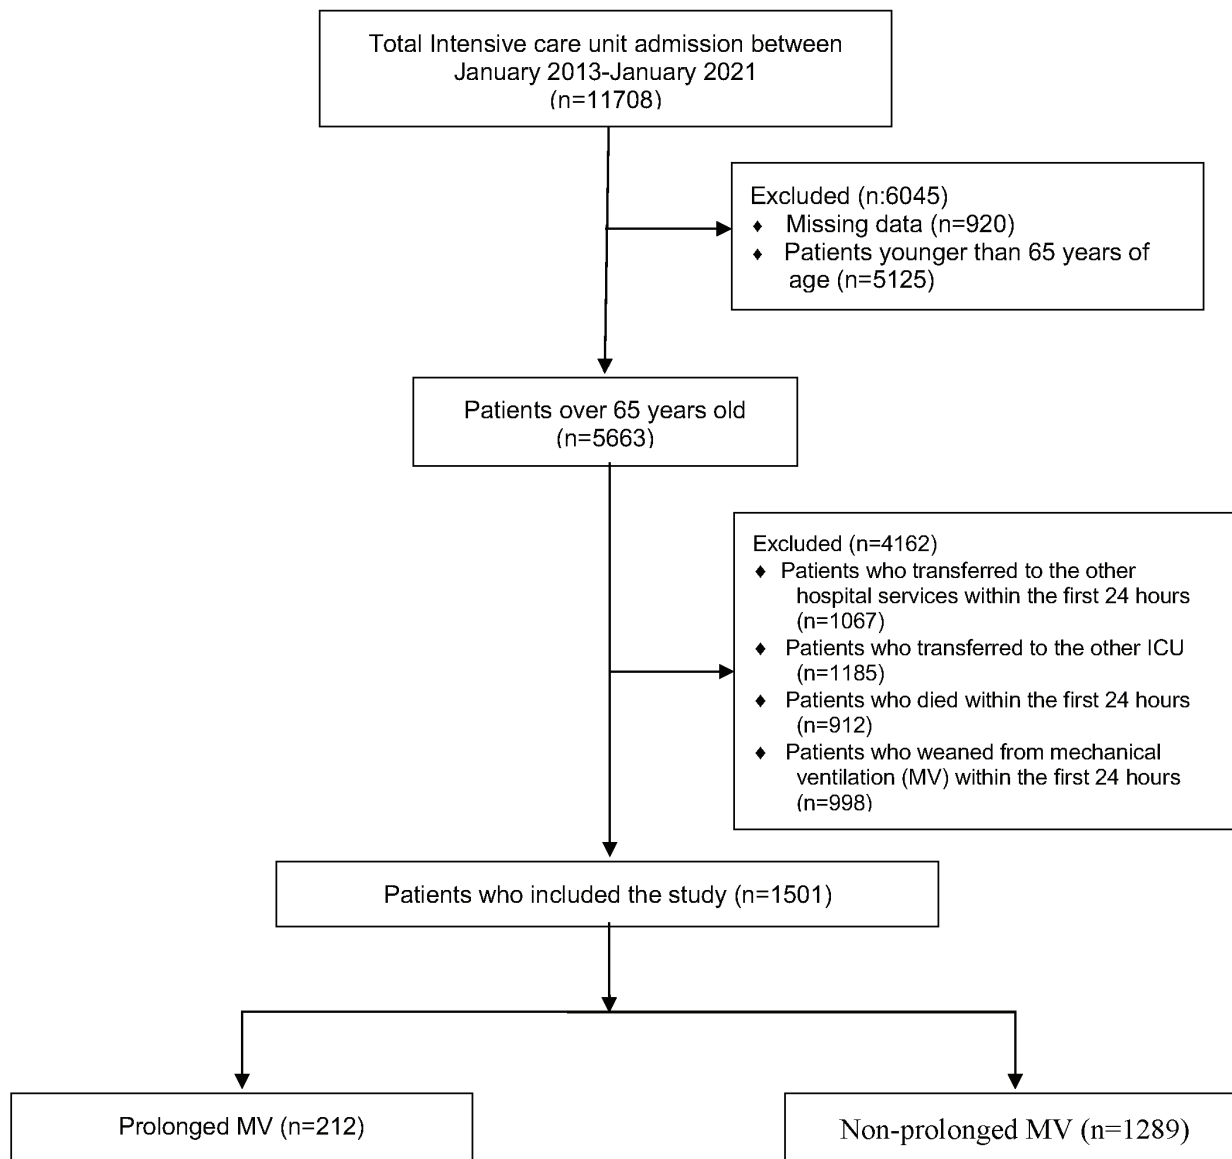 Total Intensive care unit admission between
January 2013-January 2021
(n=11708)
Excluded (n:6045)
♦ Missing data (n=920)
♦ Patients younger than 65 years of
age (n=5125)
Patients over 65 years old
(n=5663)
Excluded (n=4162)
♦ Patients who transferred to the other
hospital services within the first 24 hours
(n=1067)
♦ Patients who transferred to the other ICU
(n=1185)
♦ Patients who died within the first 24 hours
(n=912)
♦ Patients who weaned from mechanical
ventilation (MV) within the first 24 hours
(n=998)
Patients who included the study (n=1501)
Prolonged MV (n=212)
Non-prolonged MV (n=1289)